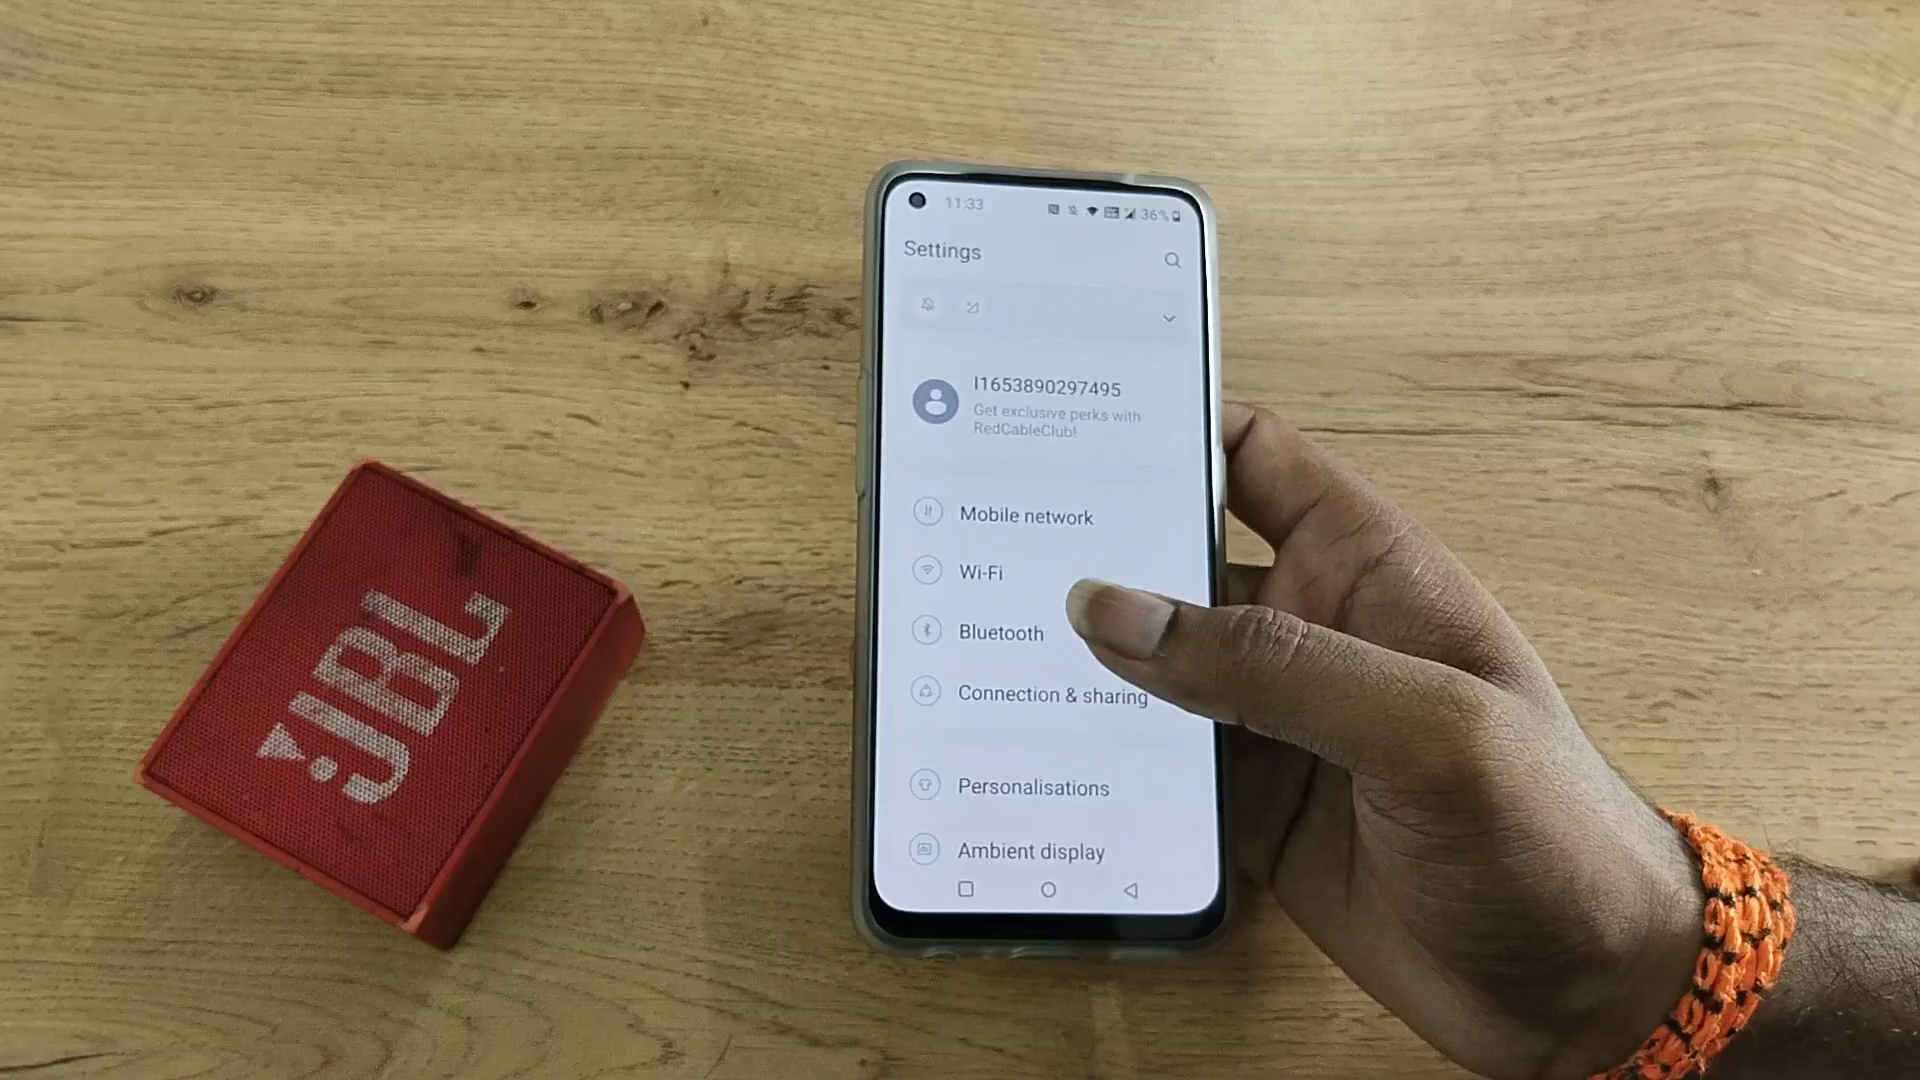 11:33
36%
Settings
I1653890297495
Get exclusive perks with
RedCableClub!
Mobile network
Wi-Fi
Bluetooth
Connection & sharing
Personalisations
Ambient display
JBL